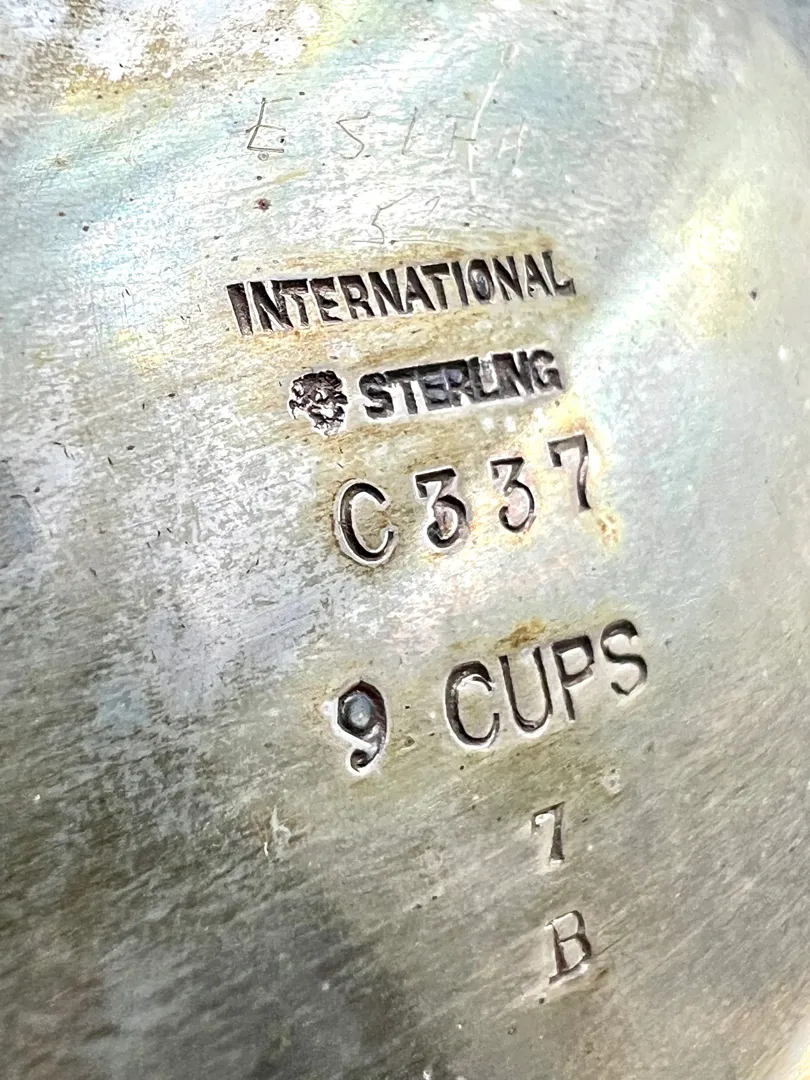 INTERNATIONAL
STERLING
C337
9 CUPS
7
B